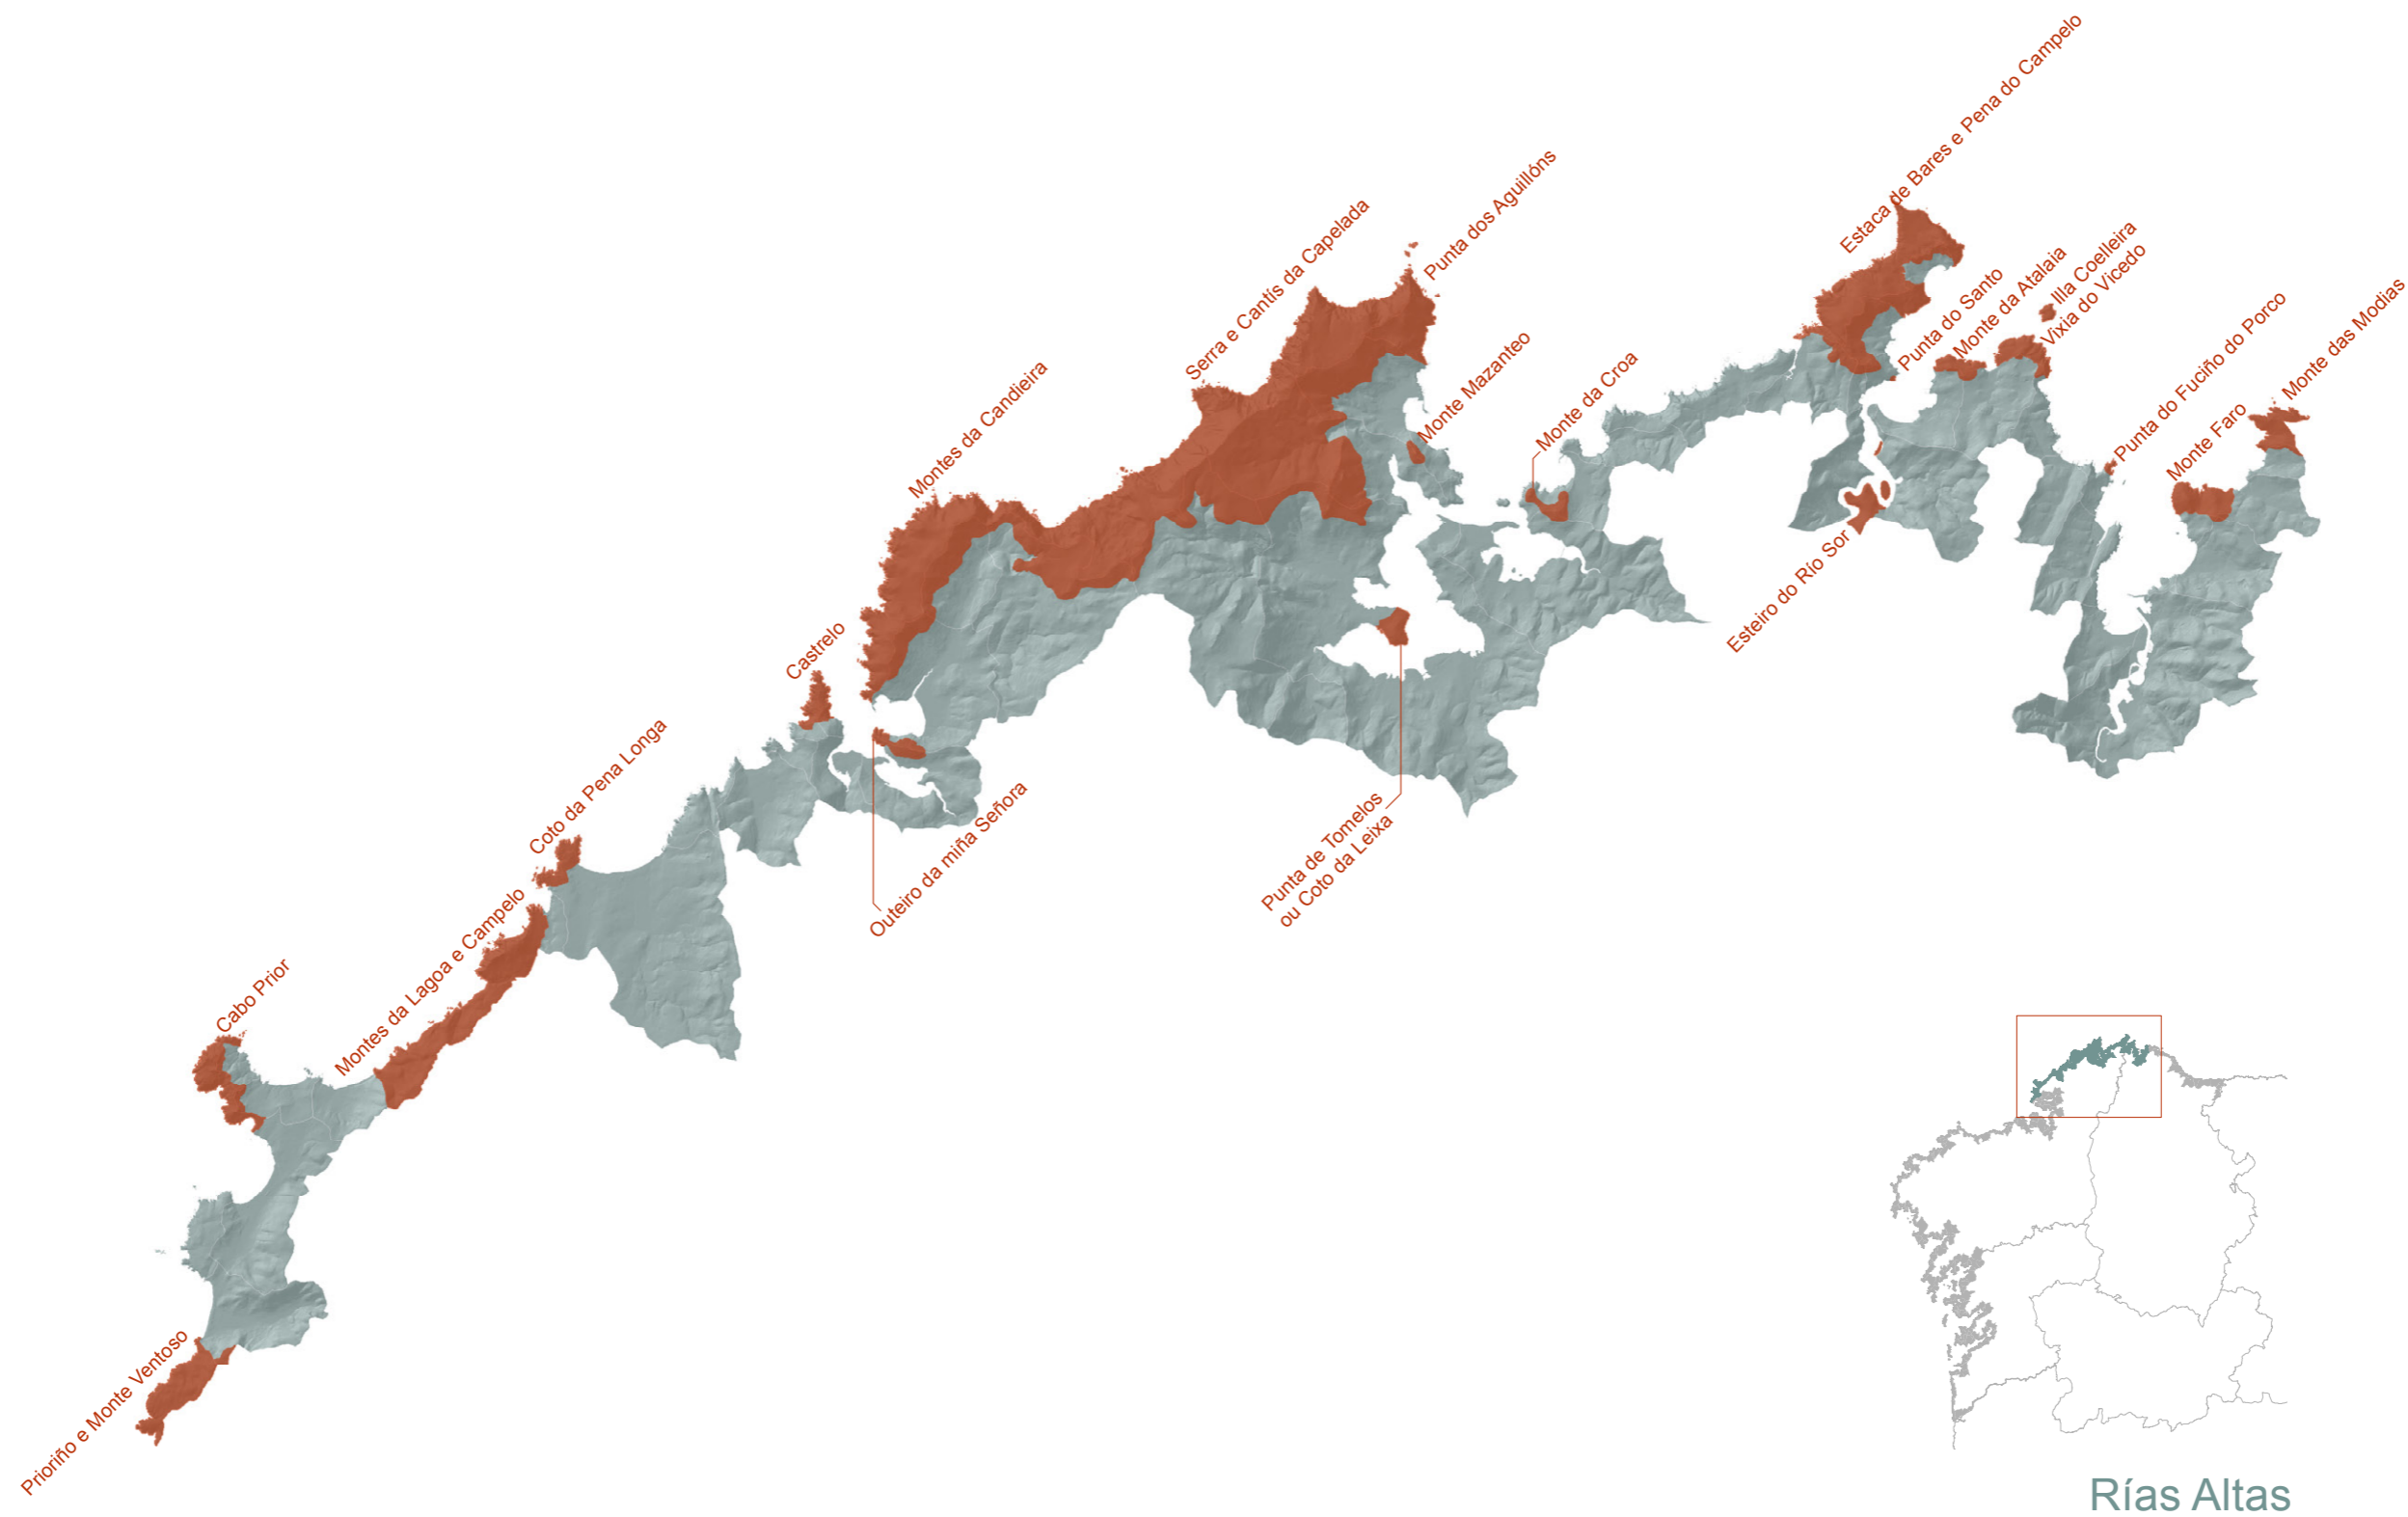 Estaca de Bares e Pena do Campelo
Punta dos Aguillóns
Serra e Cantís da Capelada
Illa Coelleira
Vixia do Vicedo
Monte da Atalaia
Punta do Santo
Punta do Fuciño do Porco
Monte das Modias
Monte Faro
Monte Mazanteo
Monte da Croa
Montes da Candieira
Esteiro do Río Sor
Castrelo
Coto da Pena Longa
Outeiro da miña Señora
Punta de Tomelos
ou Coto da Leixa
Montes da Lagoa e Campelo
Cabo Prior
Prioriño e Monte Ventoso
Rías Altas